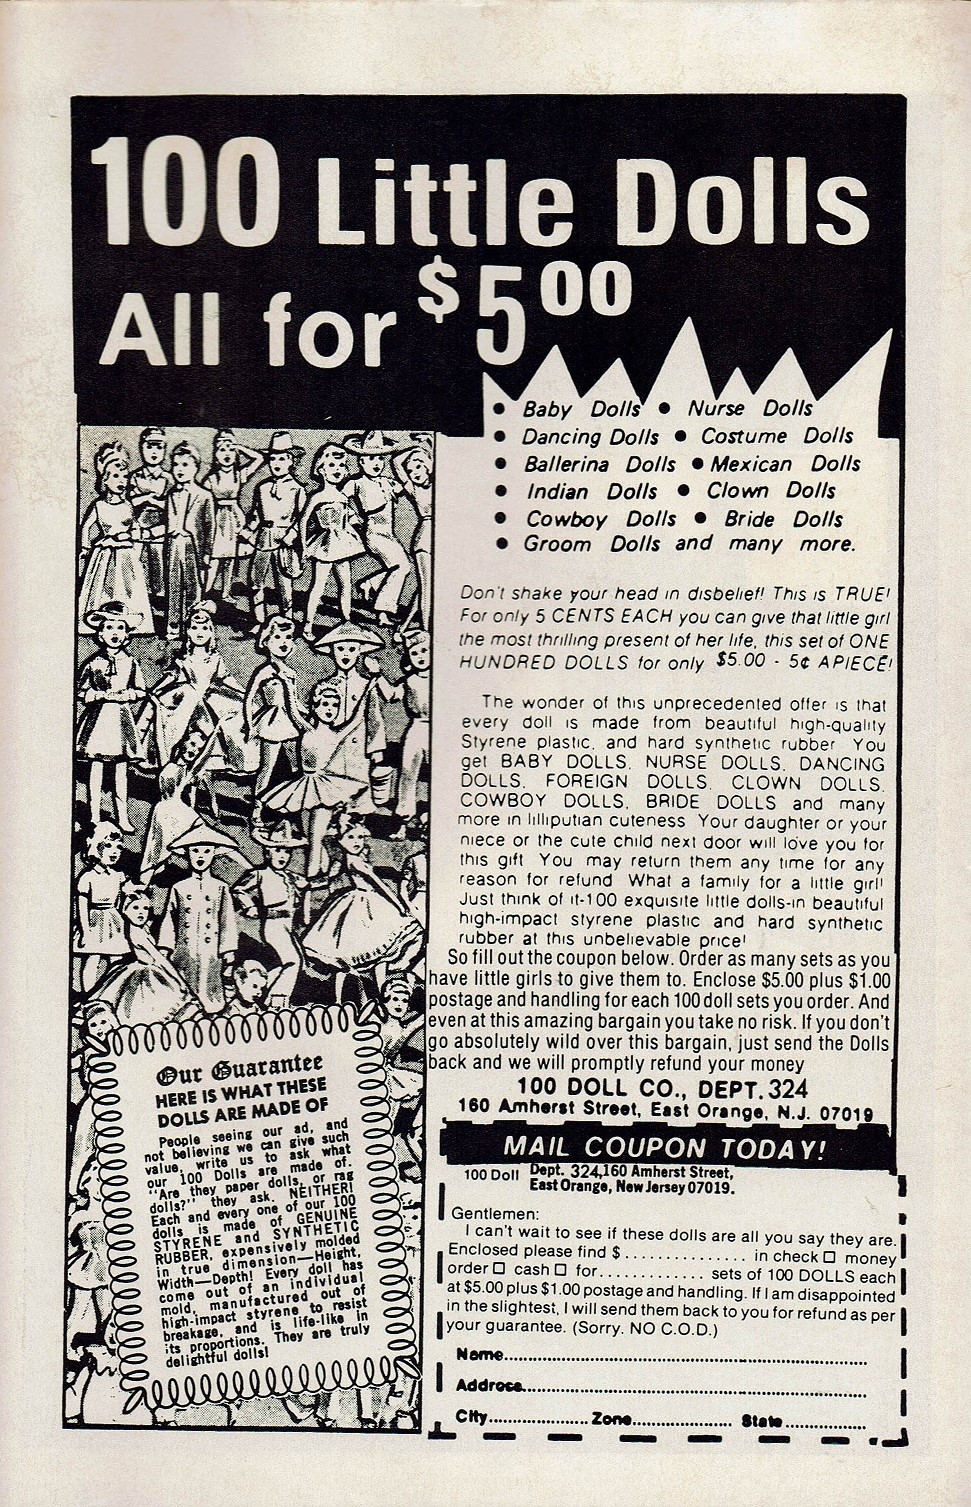 100 Little Dolls
All for $5.00
• Baby Dolls • Nurse Dolls
• Dancing Dolls • Costume Dolls
• Ballerina Dolls • Mexican Dolls
• Indian Dolls • Clown Dolls
• Cowboy Dolls • Bride Dolls
• Groom Dolls and many more.
Don't shake your head in disbelief! This is TRUE!
For only 5 CENTS EACH you can give that little girl
the most thrilling present of her life, this set of ONE
HUNDRED DOLLS for only $5.00 - 5¢ APIECE!
The wonder of this unprecedented offer is that
every doll is made from beautiful high-quality
Styrene plastic, and hard synthetic rubber You
get BABY DOLLS, NURSE DOLLS, DANCING
DOLLS, FOREIGN DOLLS, CLOWN DOLLS,
COWBOY DOLLS, BRIDE DOLLS and many
more in lilliputian cuteness Your daughter or your
niece or the cute child next door will love you for
this gift You may return them any time for any
reason for refund What a family for a little girl!
Just think of it-100 exquisite little dolls-in beautiful
high-impact styrene plastic and hard synthetic
rubber at this unbelievable price!
So fill out the coupon below. Order as many sets as you
have little girls to give them to. Enclose $5.00 plus $1.00
postage and handling for each 100 doll sets you order. And
even at this amazing bargain you take no risk. If you don't
go absolutely wild over this bargain, just send the Dolls
back and we will promptly refund your money
100 DOLL CO., DEPT. 324
160 Amherst Street, East Orange, N.J. 07019
Our Guarantee
HERE IS WHAT THESE
DOLLS ARE MADE OF
People seeing our ad, and
not believing we can give such
value, write us to ask what
our 100 Dolls are made of.
"Are they paper dolls, or rag
dolls?" they ask. NEITHER!
Each and every one of our 100
dolls is made of GENUINE
STYRENE and SYNTHETIC
RUBBER, expensively molded
in true dimension—Height,
Width—Depth! Every doll has
come out of an individual
mold, manufactured out of
high-impact styrene to resist
breakage, and is life-like in
its proportions. They are truly
delightful dolls!
MAIL COUPON TODAY!
100 Doll Dept. 324,160 Amherst Street,
East Orange, New Jersey 07019.
Gentlemen:
I can't wait to see if these dolls are all you say they are.
Enclosed please find $ .............. in check □ money
order □ cash □ for............ sets of 100 DOLLS each
at $5.00 plus $1.00 postage and handling. If I am disappointed
in the slightest, I will send them back to you for refund as per
your guarantee. (Sorry. NO C.O.D.)
Name..........
Address..........
City.......... Zone.......... State..........